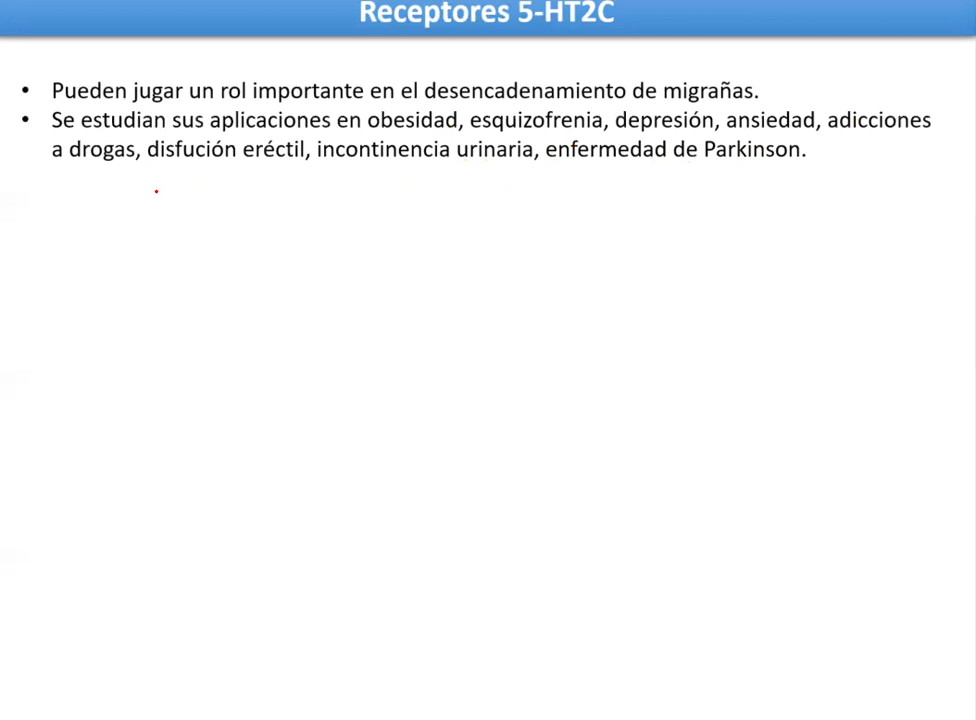 Receptores 5-HT2C
• Pueden jugar un rol importante en el desencadenamiento de migrañas.
• Se estudian sus aplicaciones en obesidad, esquizofrenia, depresión, ansiedad, adicciones
a drogas, disfución eréctil, incontinencia urinaria, enfermedad de Parkinson.